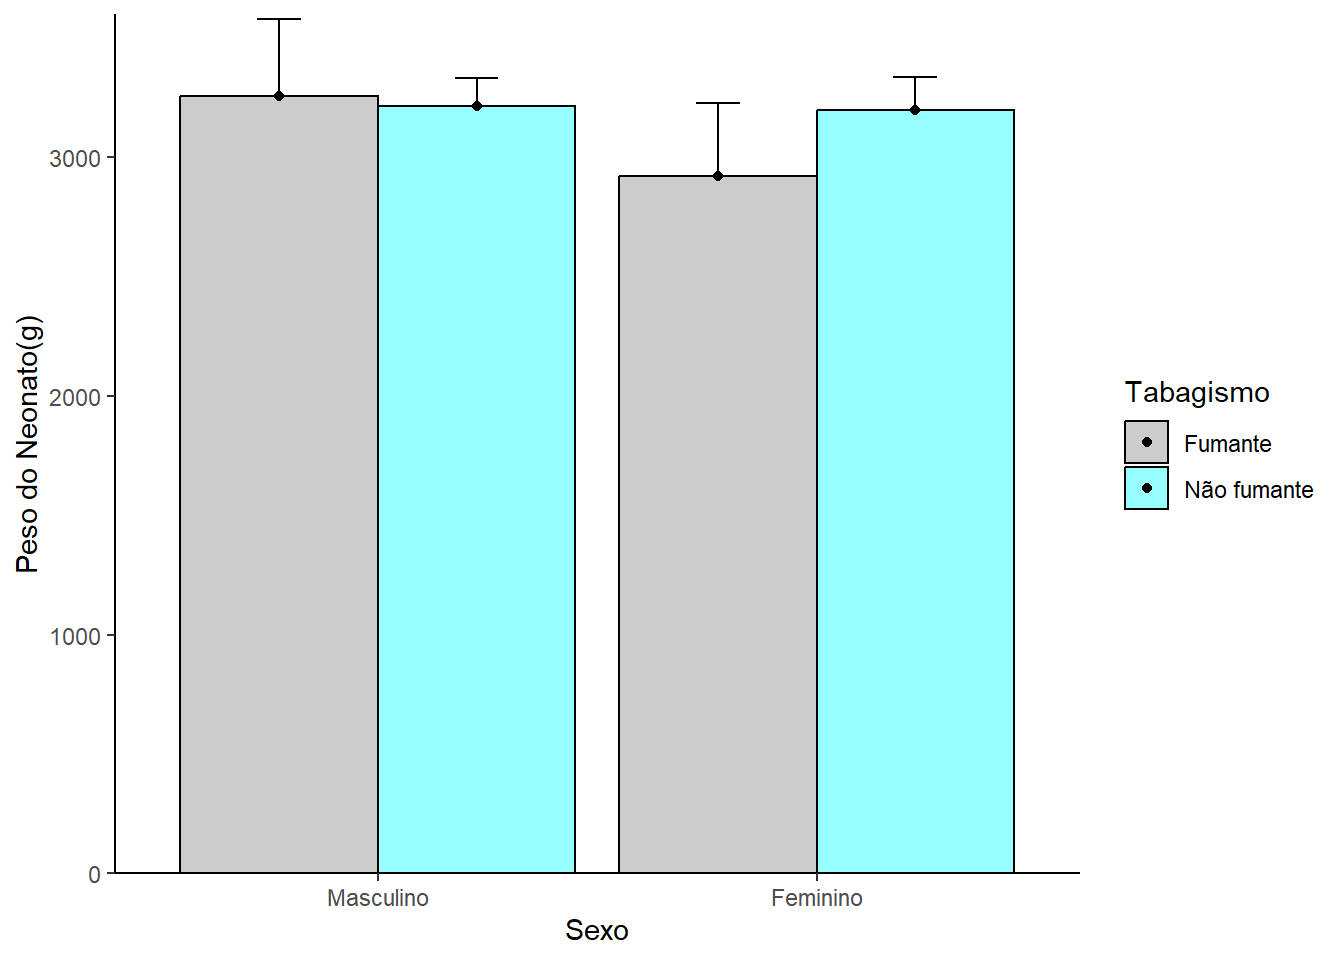 Peso do Neonato(g)
3000
2000
1000
0
Masculino
Feminino
Sexo
Tabagismo
Fumante
Não fumante